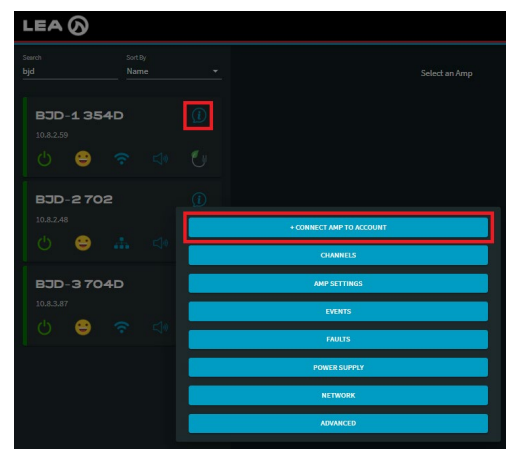 LEA
Search
Sort By
bjd
Name
Select an Amp
BJD-1 354D
10.8.2.59
BJD-2 702
10.8.2.48
BJD-3 704D
10.8.3.87
+ CONNECT AMP TO ACCOUNT
CHANNELS
AMP SETTINGS
EVENTS
FAULTS
POWER SUPPLY
NETWORK
ADVANCED